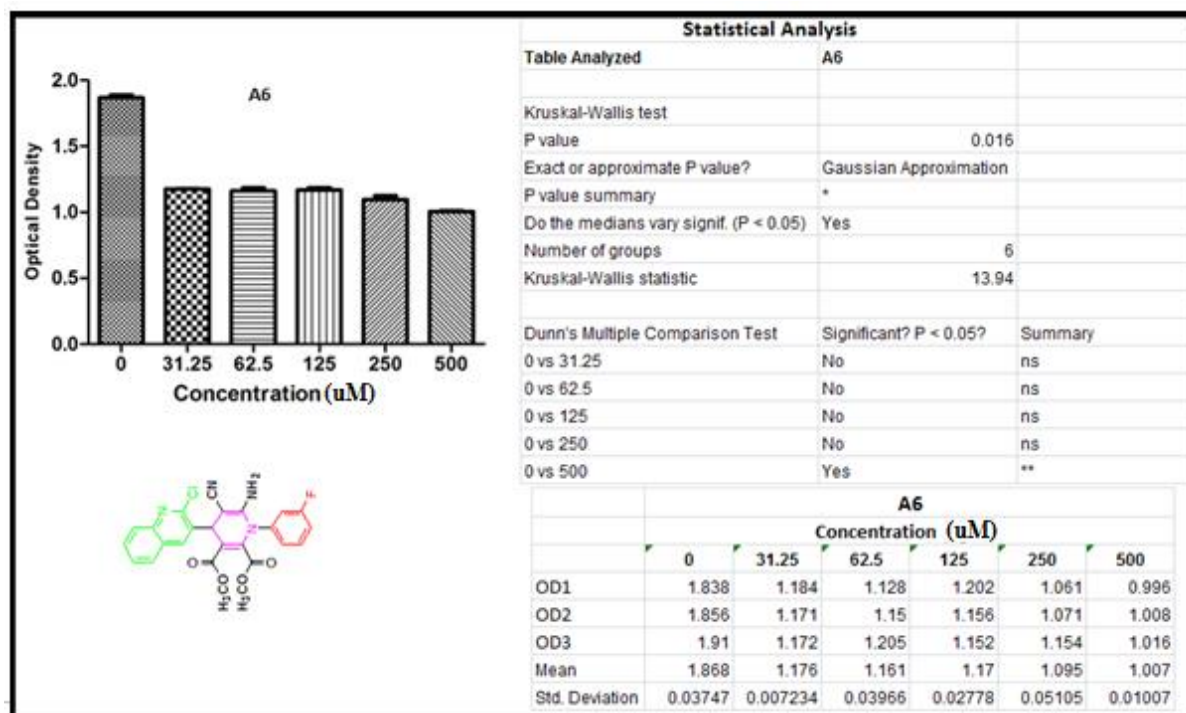 2.0
1.5
1.0
0.5
0.0
Optical Density
A6
0 31.25 62.5 125 250 500
Concentration (uM)
N
Cl
CN
NH2
N
F
O
O
O
O
H3CO
H3CO
Statistical Analysis
Table Analyzed A6
Kruskal-Wallis test
P value 0.016
Exact or approximate P value? Gaussian Approximation
P value summary *
Do the medians vary signif. (P < 0.05) Yes
Number of groups 6
Kruskal-Wallis statistic 13.94
Dunn's Multiple Comparison Test Significant? P < 0.05? Summary
0 vs 31.25 No ns
0 vs 62.5 No ns
0 vs 125 No ns
0 vs 250 No ns
0 vs 500 Yes **
A6
Concentration (uM)
0 31.25 62.5 125 250 500
OD1 1.838 1.184 1.128 1.202 1.061 0.996
OD2 1.856 1.171 1.15 1.156 1.071 1.008
OD3 1.91 1.172 1.205 1.152 1.154 1.016
Mean 1.868 1.176 1.161 1.17 1.095 1.007
Std. Deviation 0.03747 0.007234 0.03966 0.02778 0.05105 0.01007